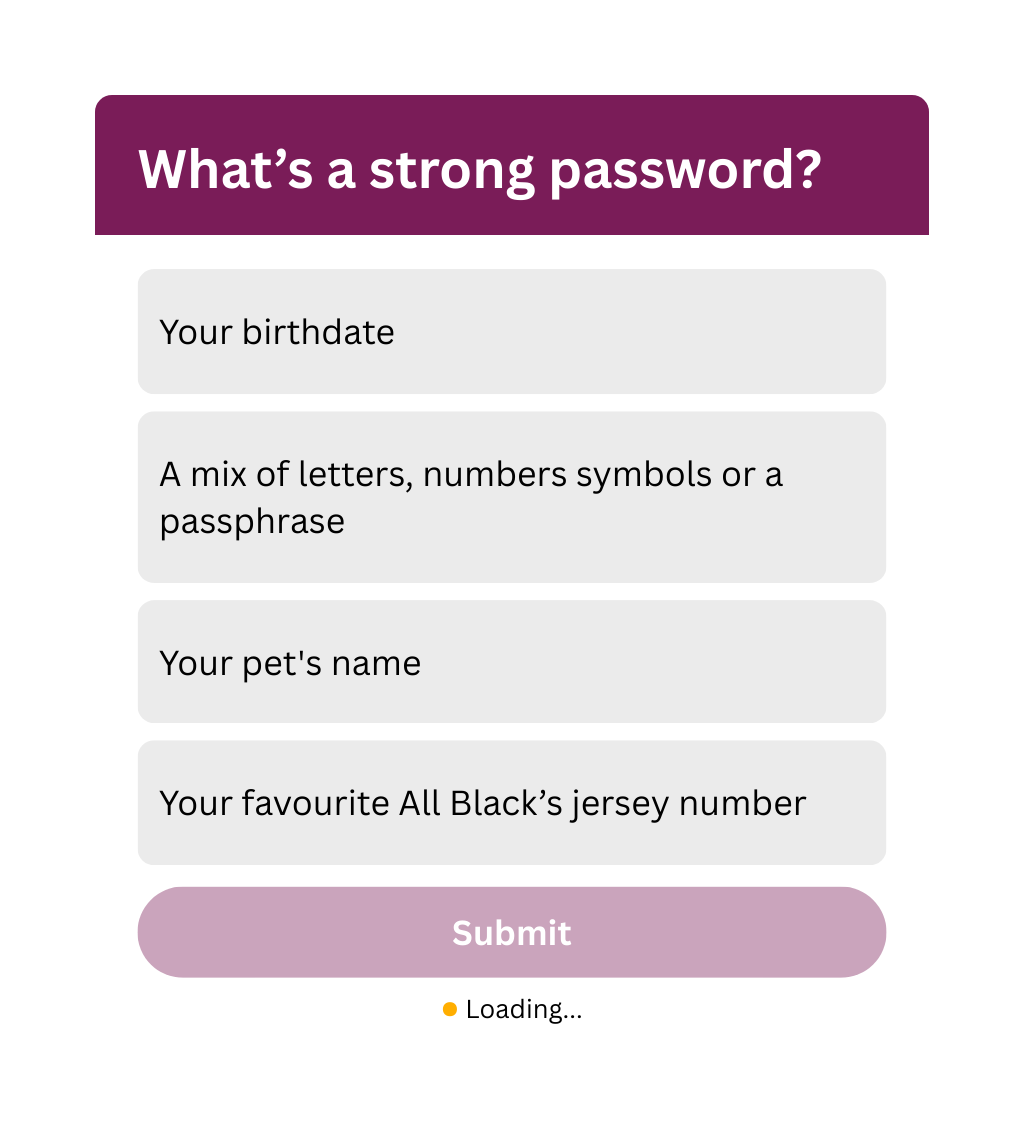 What’s a strong password?
Your birthdate
A mix of letters, numbers symbols or a
passphrase
Your pet's name
Your favourite All Black’s jersey number
Submit
Loading...